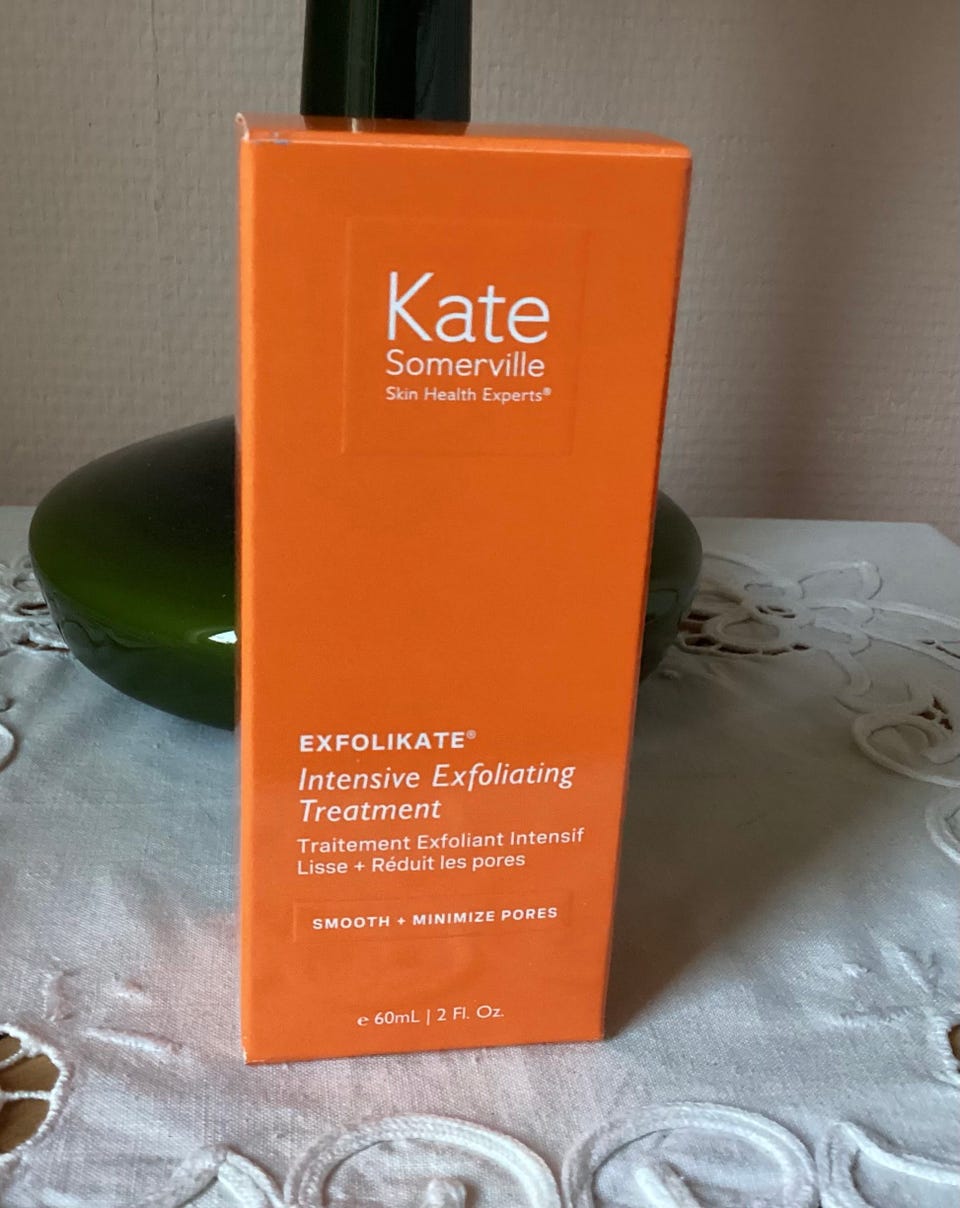 Kate
Somerville
Skin Health Experts®
EXFOLIKATE®
Intensive Exfoliating
Treatment
Traitement Exfoliant Intensif
Lisse + Réduit les pores
SMOOTH + MINIMIZE PORES
e 60mL | 2 Fl. Oz.